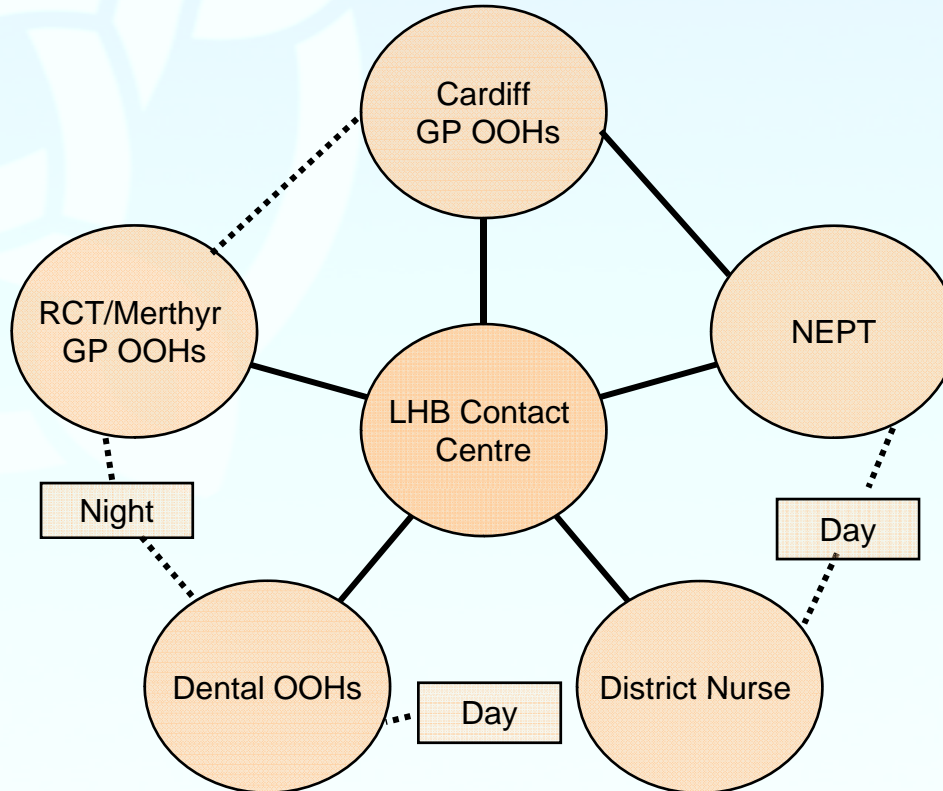 Cardiff
GP OOHs
RCT/Merthyr
GP OOHs
NEPT
LHB Contact
Centre
Night
Day
Dental OOHs
Day
District Nurse